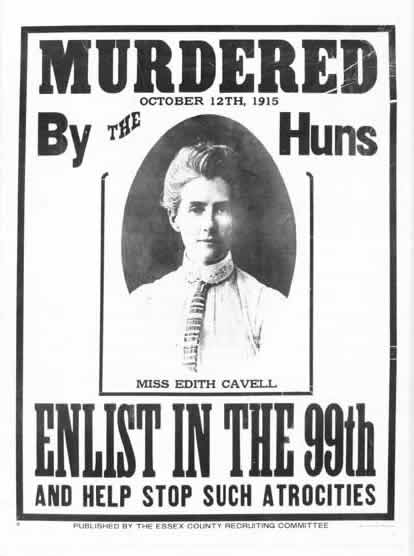 MURDERED
OCTOBER 12TH, 1915
By THE Huns
MISS EDITH CAVELL
ENLIST IN THE 99th
AND HELP STOP SUCH ATROCITIES
PUBLISHED BY THE ESSEX COUNTY RECRUITING COMMITTEE